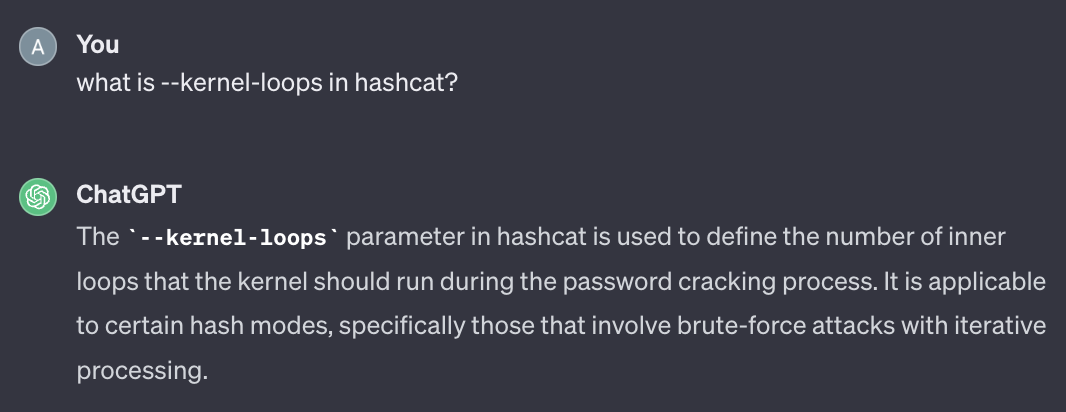 A
You
what is --kernel-loops in hashcat?
ChatGPT
The `--kernel-loops` parameter in hashcat is used to define the number of inner
loops that the kernel should run during the password cracking process. It is applicable
to certain hash modes, specifically those that involve brute-force attacks with iterative
processing.